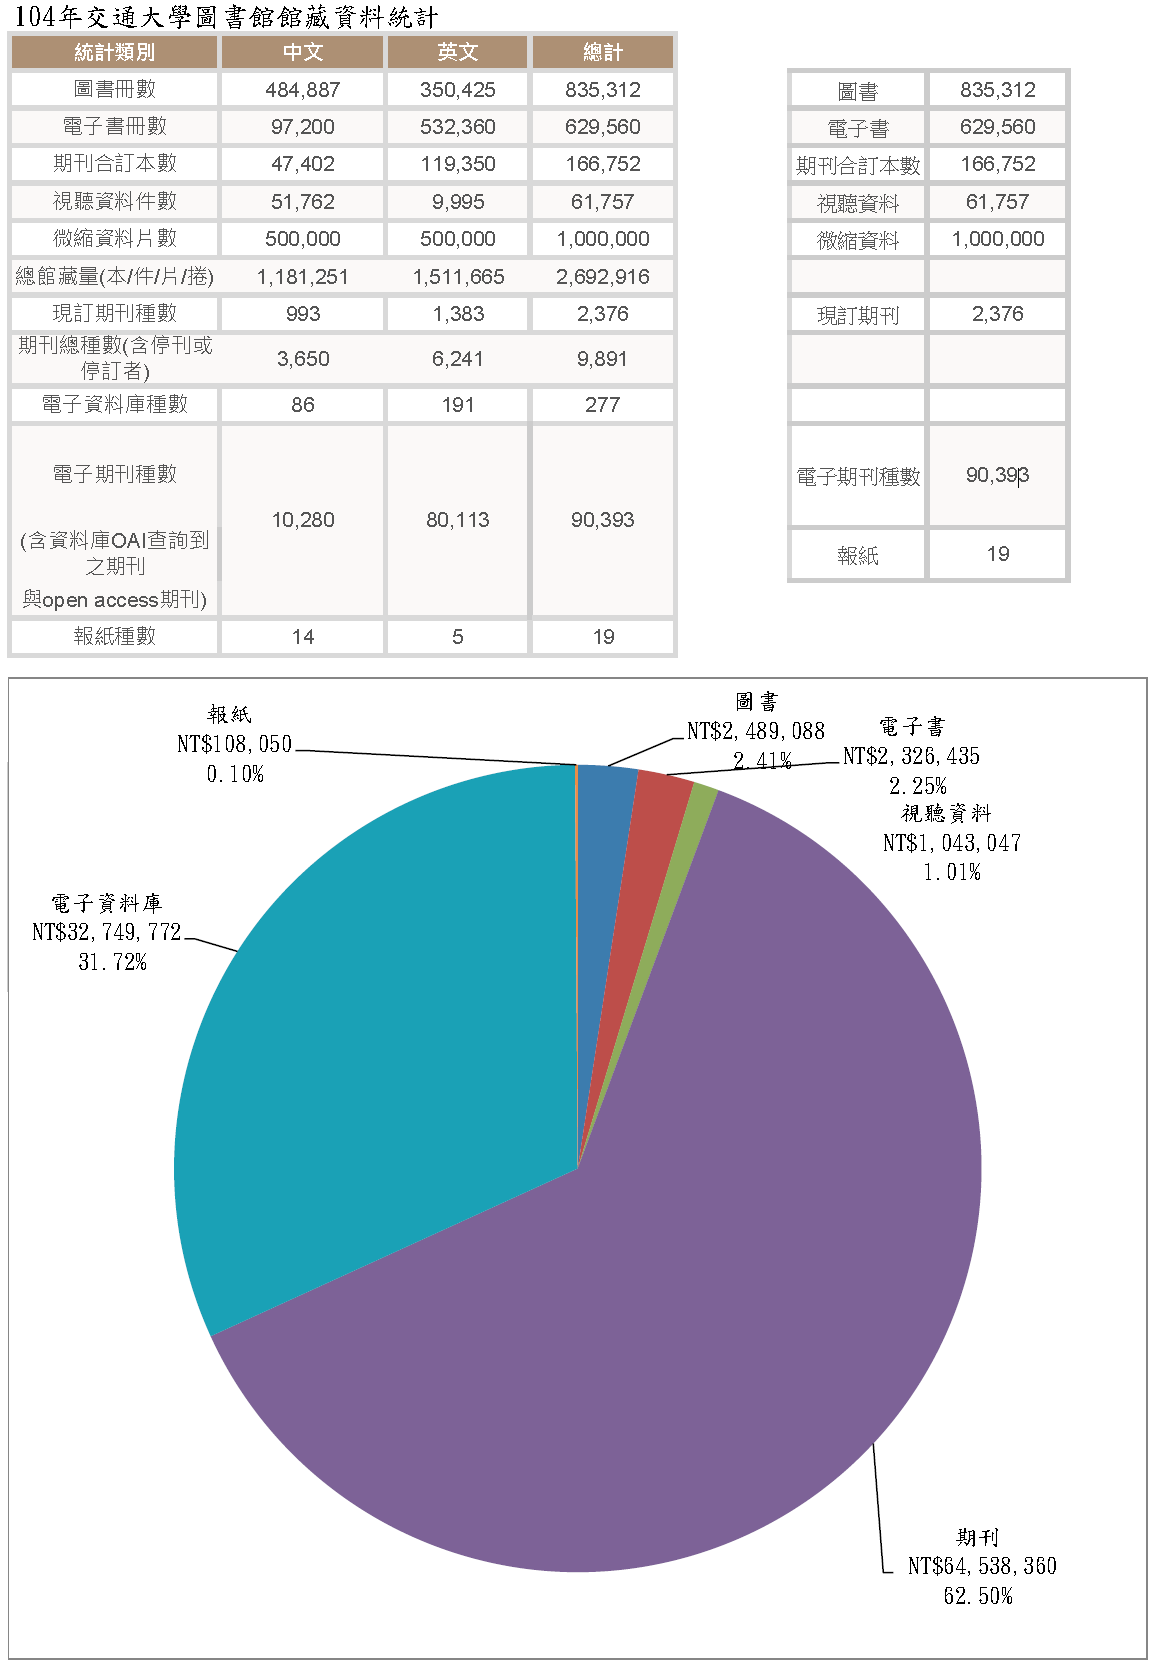 104年交通大學圖書館館藏資料統計
統計類別 中文 英文 總計
圖書冊數 484,887 350,425 835,312
電子書冊數 97,200 532,360 629,560
期刊合訂本數 47,402 119,350 166,752
視聽資料件數 51,762 9,995 61,757
微縮資料片數 500,000 500,000 1,000,000
總館藏量(本/件/片/捲) 1,181,251 1,511,665 2,692,916
現訂期刊種數 993 1,383 2,376
期刊總種數(含停刊或
停訂者) 3,650 6,241 9,891
電子資料庫種數 86 191 277
電子期刊種數
(含資料庫OAI查詢到
之期刊
與open access期刊) 10,280 80,113 90,393
報紙種數 14 5 19
圖書 835,312
電子書 629,560
期刊合訂本數 166,752
視聽資料 61,757
微縮資料 1,000,000
現訂期刊 2,376
電子期刊種數 90,393
報紙 19
報紙
NT$108,050
0.10%
圖書
NT$2,489,088
2.41%
電子書
NT$2,326,435
2.25%
視聽資料
NT$1,043,047
1.01%
電子資料庫
NT$32,749,772
31.72%
期刊
NT$64,538,360
62.50%